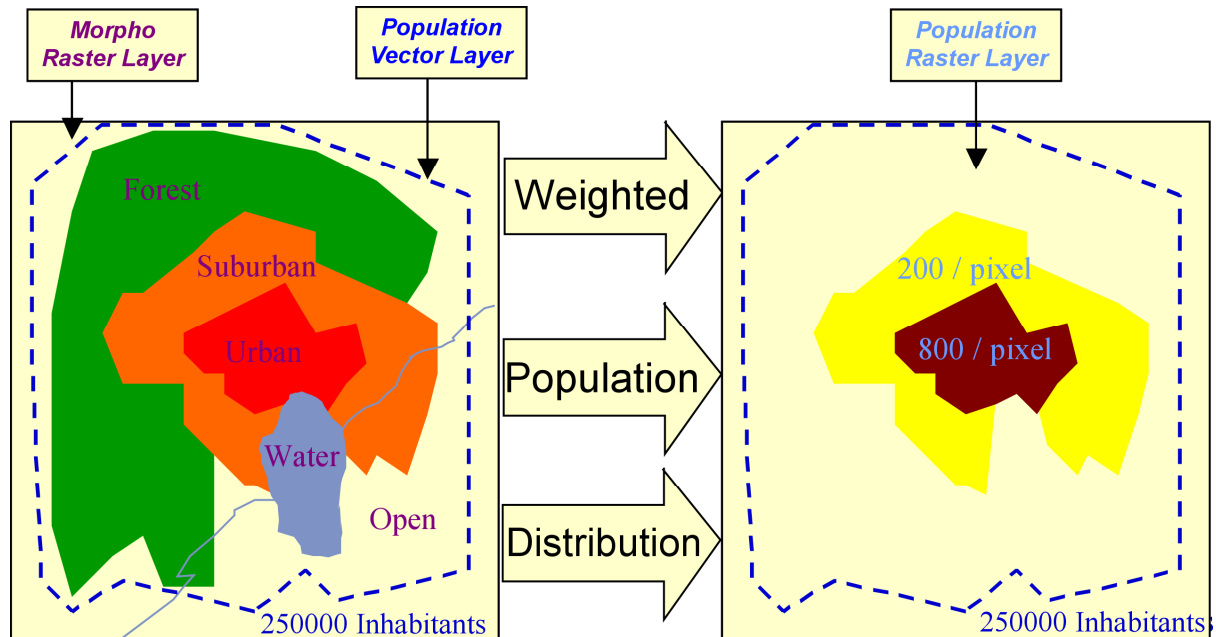 Morpho
Raster Layer
Population
Vector Layer
Population
Raster Layer
Forest
Suburban
Urban
Water
Open
250000 Inhabitants
Weighted
Population
Distribution
200 / pixel
800 / pixel
250000 Inhabitants